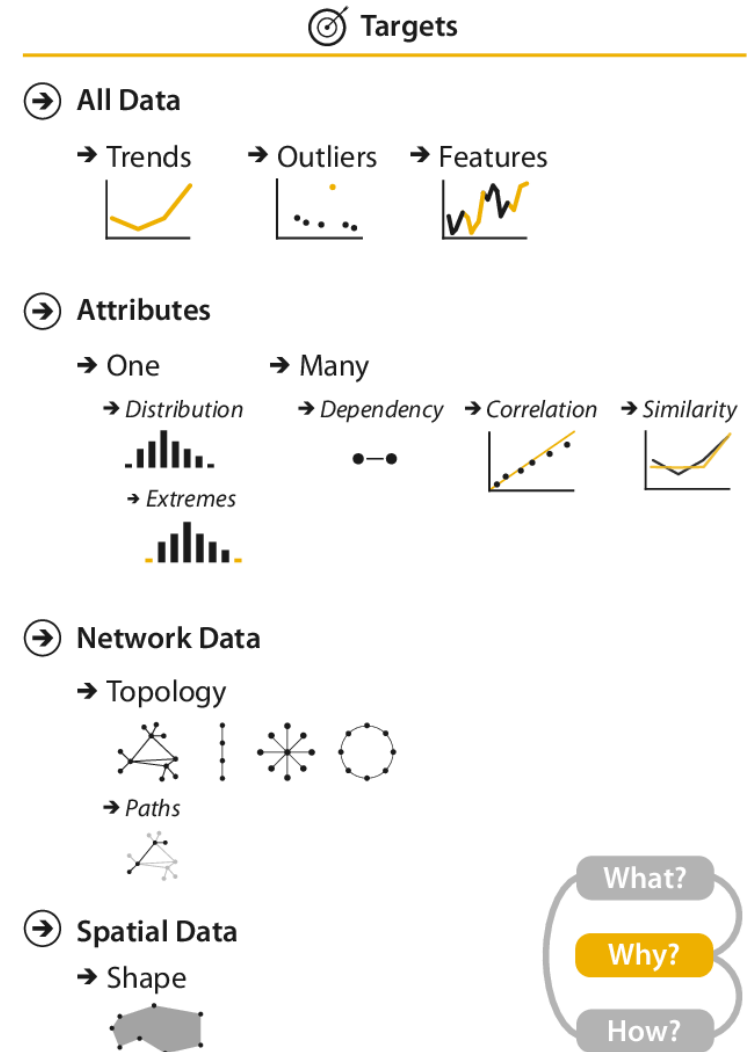 Targets
All Data
Trends
Outliers
Features
Attributes
One
Many
Distribution
Dependency
Correlation
Similarity
Extremes
Network Data
Topology
Paths
What?
Spatial Data
Why?
Shape
How?